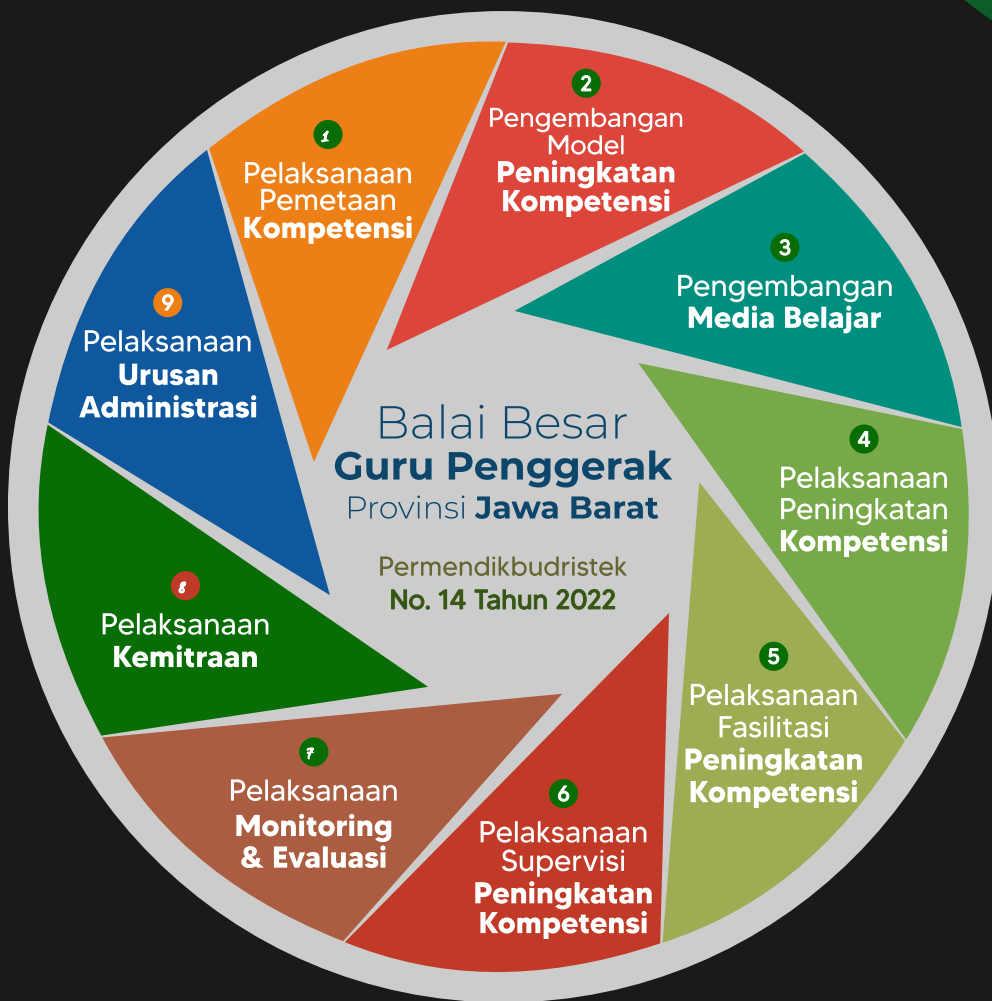 1
Pelaksanaan
Pemetaan
Kompetensi
2
Pengembangan
Model
Peningkatan
Kompetensi
3
Pengembangan
Media Belajar
4
Pelaksanaan
Peningkatan
Kompetensi
5
Pelaksanaan
Fasilitasi
Peningkatan
Kompetensi
6
Pelaksanaan
Supervisi
Peningkatan
Kompetensi
7
Pelaksanaan
Monitoring
& Evaluasi
8
Pelaksanaan
Kemitraan
9
Pelaksanaan
Urusan
Administrasi
Balai Besar
Guru Penggerak
Provinsi Jawa Barat
Permendikbudristek
No. 14 Tahun 2022